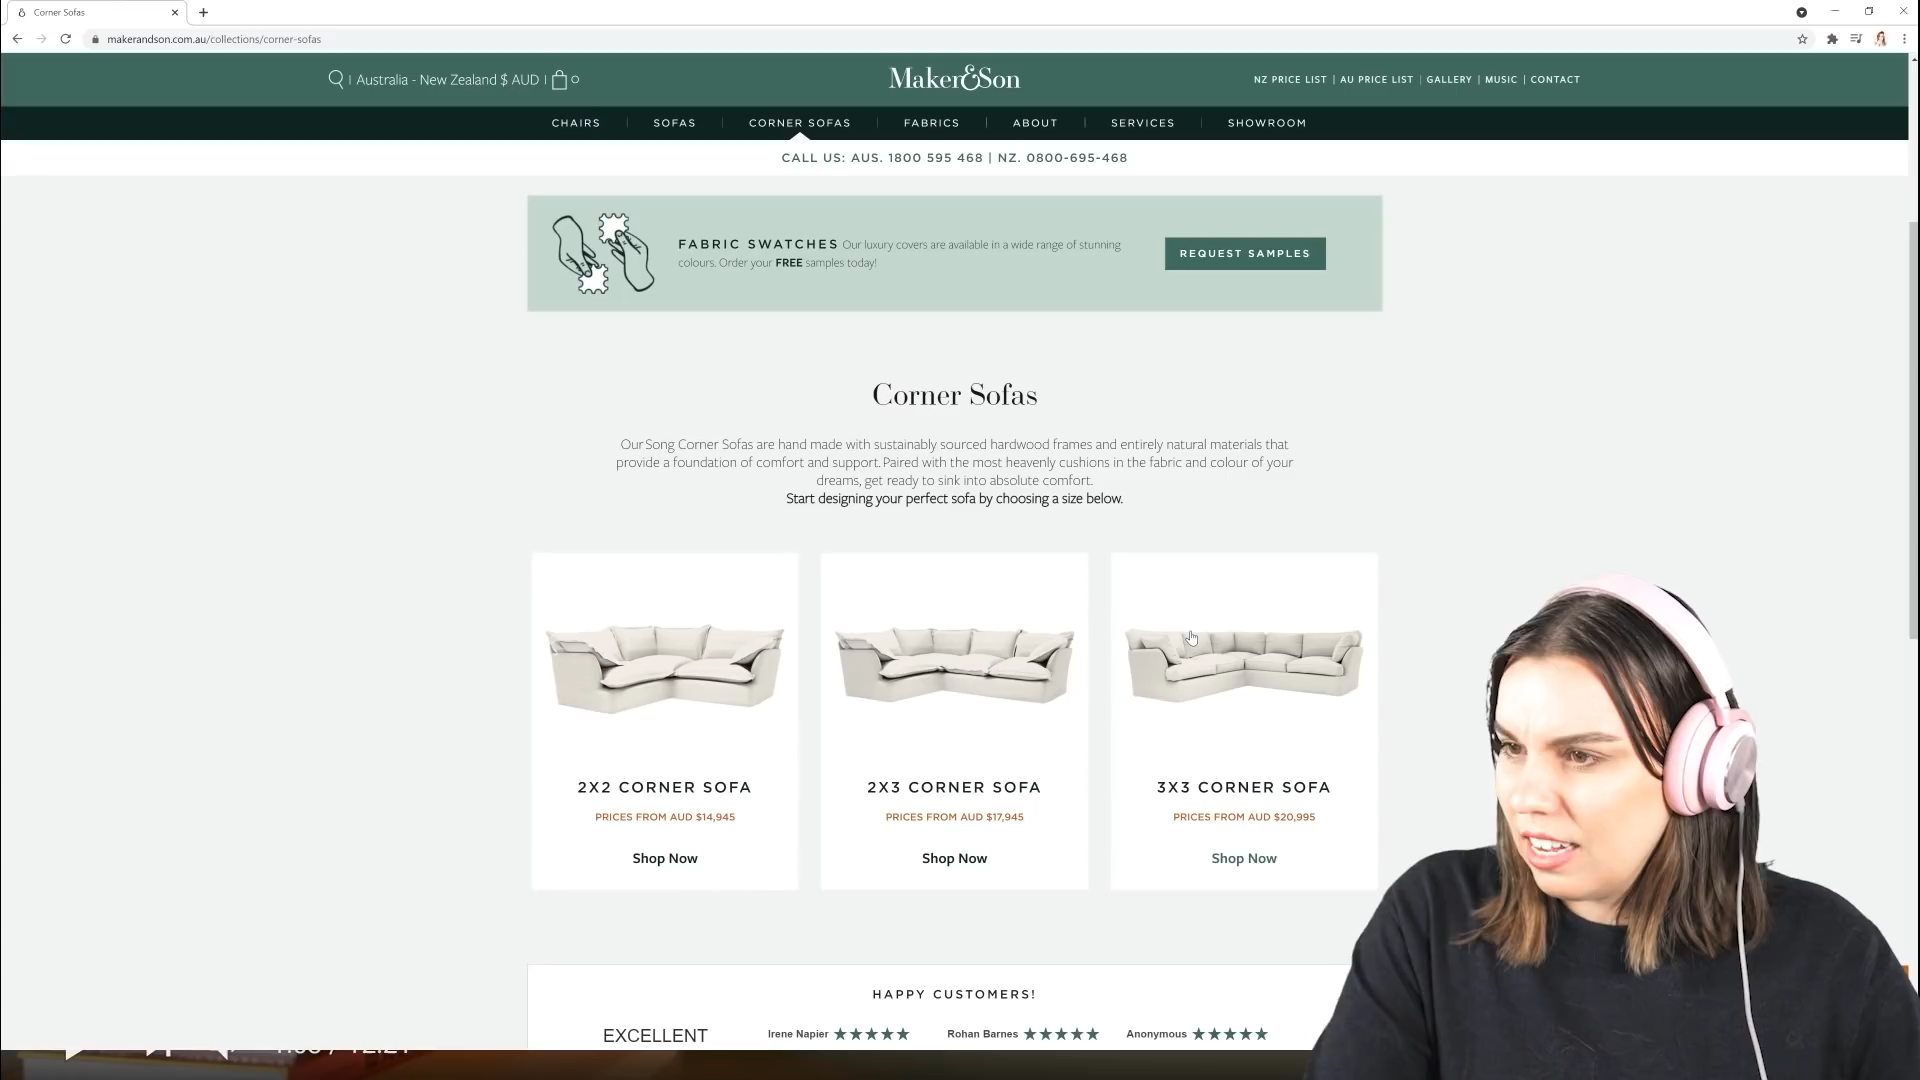 Corner Sofas
makerandson.com.au/collections/corner-sofas
Australia - New Zealand $ AUD 0
Maker&Son
NZ PRICE LIST | AU PRICE LIST | GALLERY | MUSIC | CONTACT
CHAIRS | SOFAS | CORNER SOFAS | FABRICS | ABOUT | SERVICES | SHOWROOM
CALL US: AUS. 1800 595 468 | NZ. 0800-695-468
FABRIC SWATCHES Our luxury covers are available in a wide range of stunning
colours. Order your FREE samples today!
REQUEST SAMPLES
Corner Sofas
Our Song Corner Sofas are hand made with sustainably sourced hardwood frames and entirely natural materials that
provide a foundation of comfort and support. Paired with the most heavenly cushions in the fabric and colour of your
dreams, get ready to sink into absolute comfort.
Start designing your perfect sofa by choosing a size below.
2X2 CORNER SOFA
PRICES FROM AUD $14,945
Shop Now
2X3 CORNER SOFA
PRICES FROM AUD $17,945
Shop Now
3X3 CORNER SOFA
PRICES FROM AUD $20,995
Shop Now
HAPPY CUSTOMERS!
EXCELLENT
Irene Napier
Rohan Barnes
Anonymous